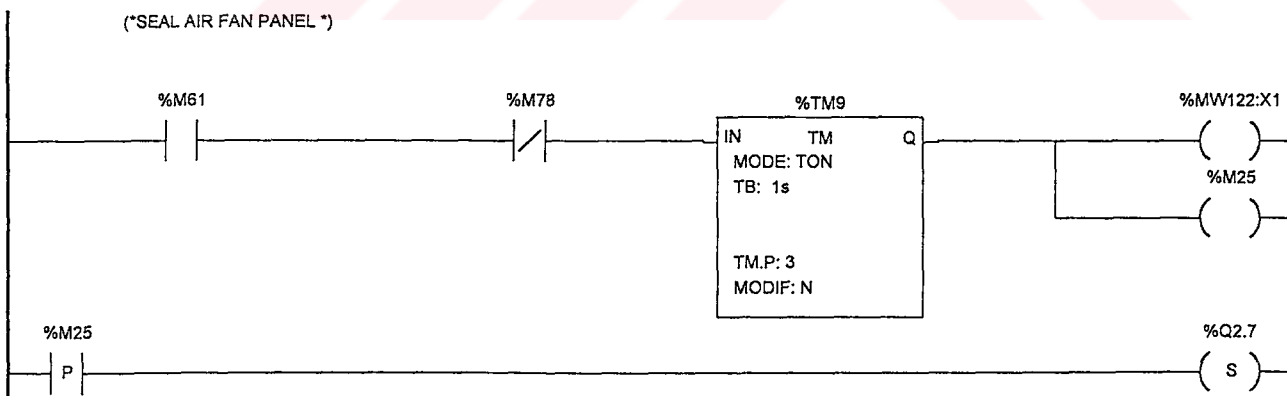 (*SEAL AIR FAN PANEL *)
%M61 %M78 %TM9 %MW122:X1
IN TM Q
MODE: TON
TB: 1s
%M25
TM.P: 3
MODIF: N
%M25 %Q2.7
P S